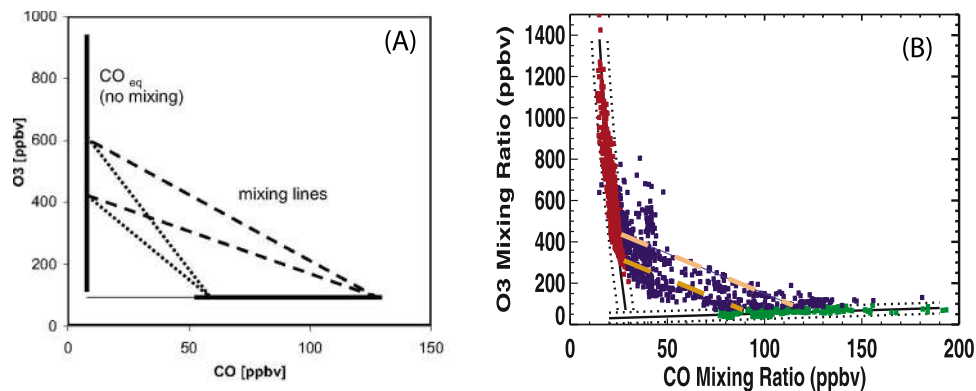 (A)
1000
800
600
400
200
0
O3 [ppbv]
CO eq
(no mixing)
mixing lines
0 50 100 150
CO [ppbv]
(B)
1400
1200
1000
800
600
400
200
0
O3 Mixing Ratio (ppbv)
0 50 100 150 200
CO Mixing Ratio (ppbv)